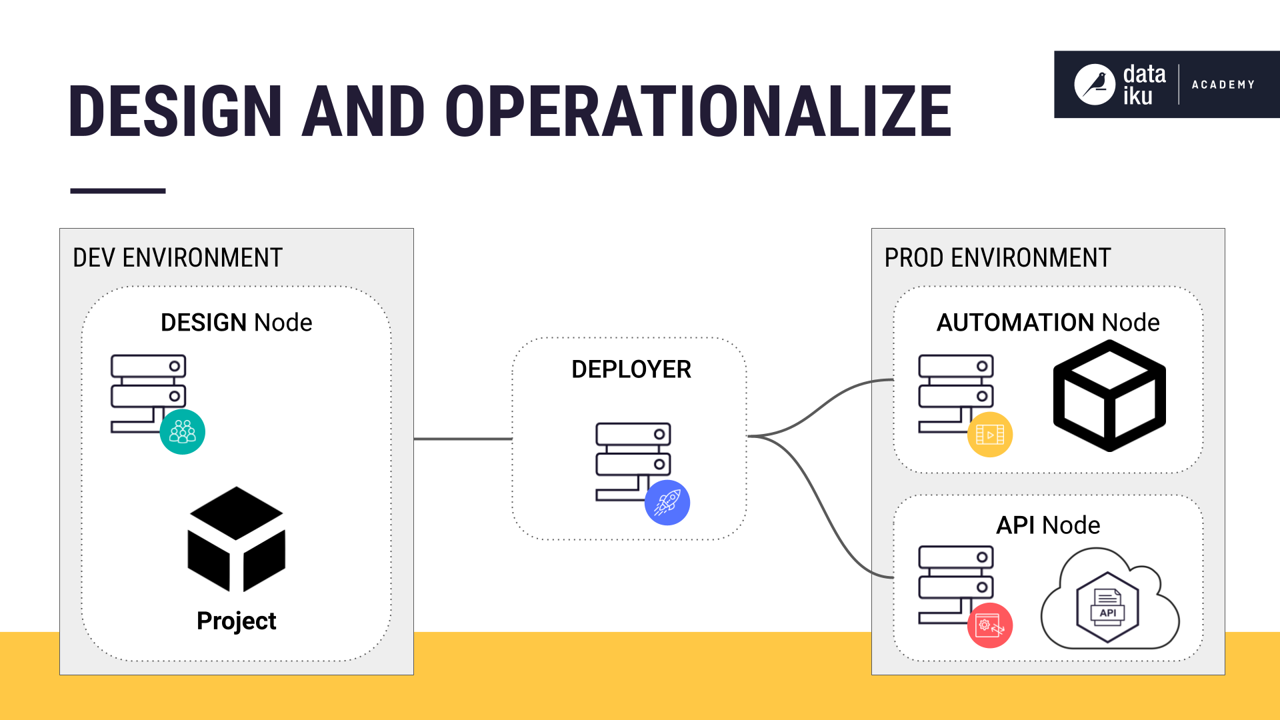 DESIGN AND OPERATIONALIZE
data
iku
ACADEMY
DEV ENVIRONMENT
DESIGN Node
Project
DEPLOYER
PROD ENVIRONMENT
AUTOMATION Node
API Node
API